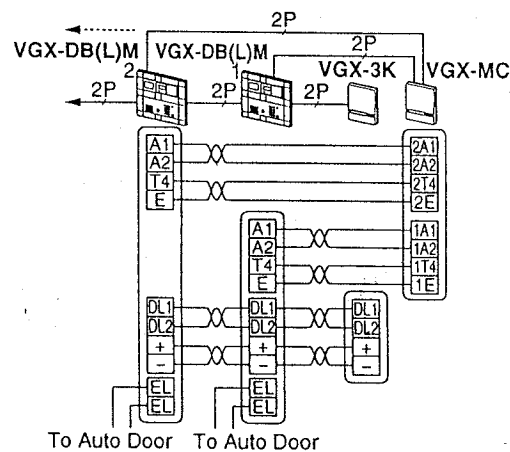 2P
2P
VGX-DB(L)M
VGX-DB(L)M
VGX-3K
VGX-MC
2
1
2P
2P
2P
A1
A2
T4
E
2A1
2A2
2T4
2E
A1
A2
T4
E
1A1
1A2
1T4
1E
DL1
DL2
+
−
DL1
DL2
+
−
DL1
DL2
+
−
EL
EL
EL
EL
To Auto Door
To Auto Door